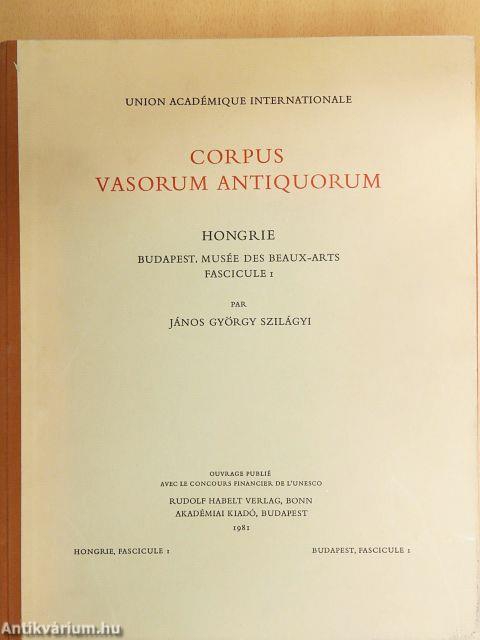 UNION ACADÉMIQUE INTERNATIONALE
CORPUS
VASORUM ANTIQUORUM
HONGRIE
BUDAPEST, MUSÉE DES BEAUX-ARTS
FASCICULE 1
PAR
JÁNOS GYÖRGY SZILÁGYI
OUVRAGE PUBLIÉ
AVEC LE CONCOURS FINANCIER DE L'UNESCO
RUDOLF HABELT VERLAG, BONN
AKADÉMIAI KIADÓ, BUDAPEST
1981
HONGRIE, FASCICULE 1
BUDAPEST, FASCICULE 1
Antikvárium.hu